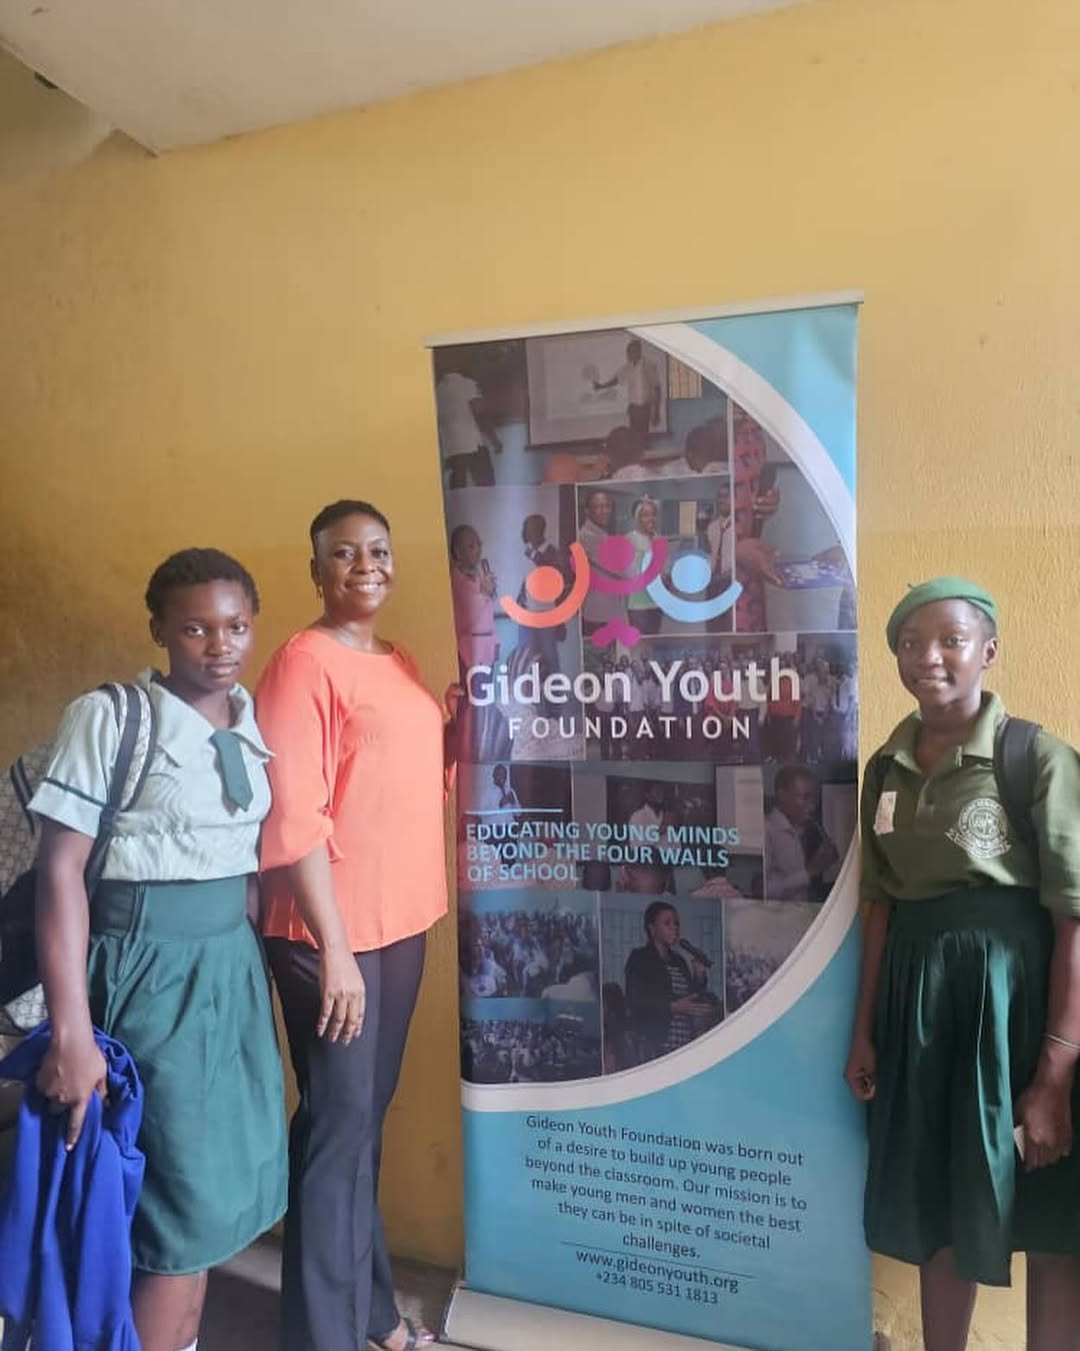 Gideon Youth
FOUNDATION
EDUCATING YOUNG MINDS
BEYOND THE FOUR WALLS
OF SCHOOL
Gideon Youth Foundation was born out
of a desire to build up young people
beyond the classroom. Our mission is to
make young men and women the best
they can be in spite of societal
challenges.
www.gideonyouth.org
+234 805 531 1813